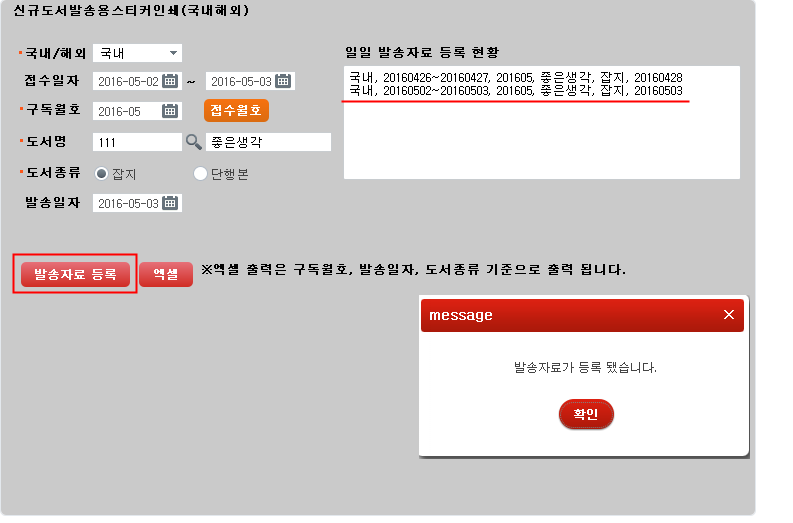 신규도서발송용스티커인쇄(국내해외)
국내/해외 국내
접수일자 2016-05-02 ~ 2016-05-03
구독월호 2016-05 접수월호
도서명 111 좋은생각
도서종류 잡지 단행본
발송일자 2016-05-03
일일 발송자료 등록 현황
국내, 20160426~20160427, 201605, 좋은생각, 잡지, 20160428
국내, 20160502~20160503, 201605, 좋은생각, 잡지, 20160503
발송자료 등록 엑셀 ※엑셀 출력은 구독월호, 발송일자, 도서종류 기준으로 출력 됩니다.
message
발송자료가 등록 됐습니다.
확인